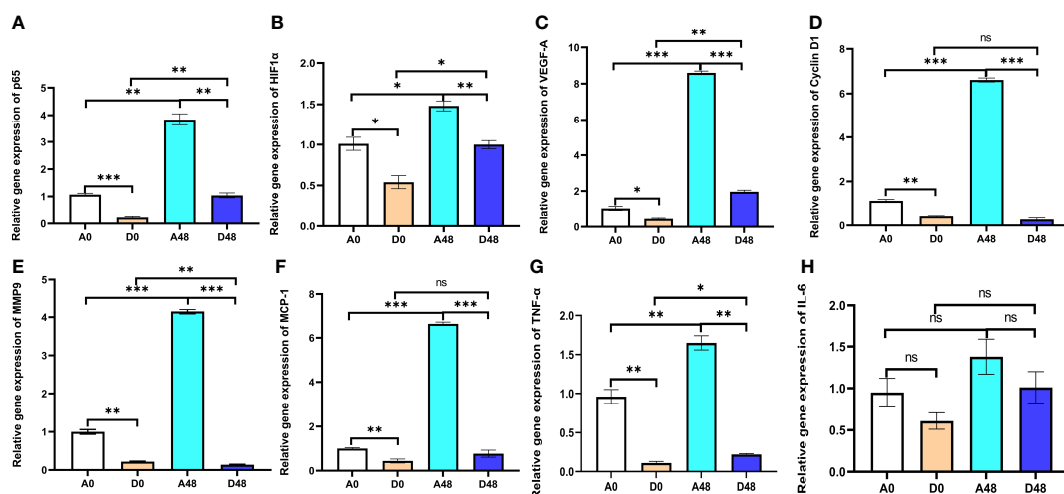 A
Relative gene expression of p65
5
4
3
2
1
0
***
**
**
**
A0 D0 A48 D48
B
Relative gene expression of HIF1α
2.0
1.5
1.0
0.5
0.0
*
*
**
*
A0 D0 A48 D48
C
Relative gene expression of VEGF-A
10
8
6
4
2
0
*
***
***
**
A0 D0 A48 D48
D
Relative gene expression of Cyclin D1
8
6
4
2
0
**
***
***
ns
A0 D0 A48 D48
E
Relative gene expression of MMP9
5
4
3
2
1
0
**
***
***
**
A0 D0 A48 D48
F
Relative gene expression of MCP-1
8
6
4
2
0
**
***
***
ns
A0 D0 A48 D48
G
Relative gene expression of TNF-α
2.0
1.5
1.0
0.5
0.0
**
**
**
*
A0 D0 A48 D48
H
Relative gene expression of IL-6
2.0
1.5
1.0
0.5
0.0
ns
ns
ns
ns
A0 D0 A48 D48